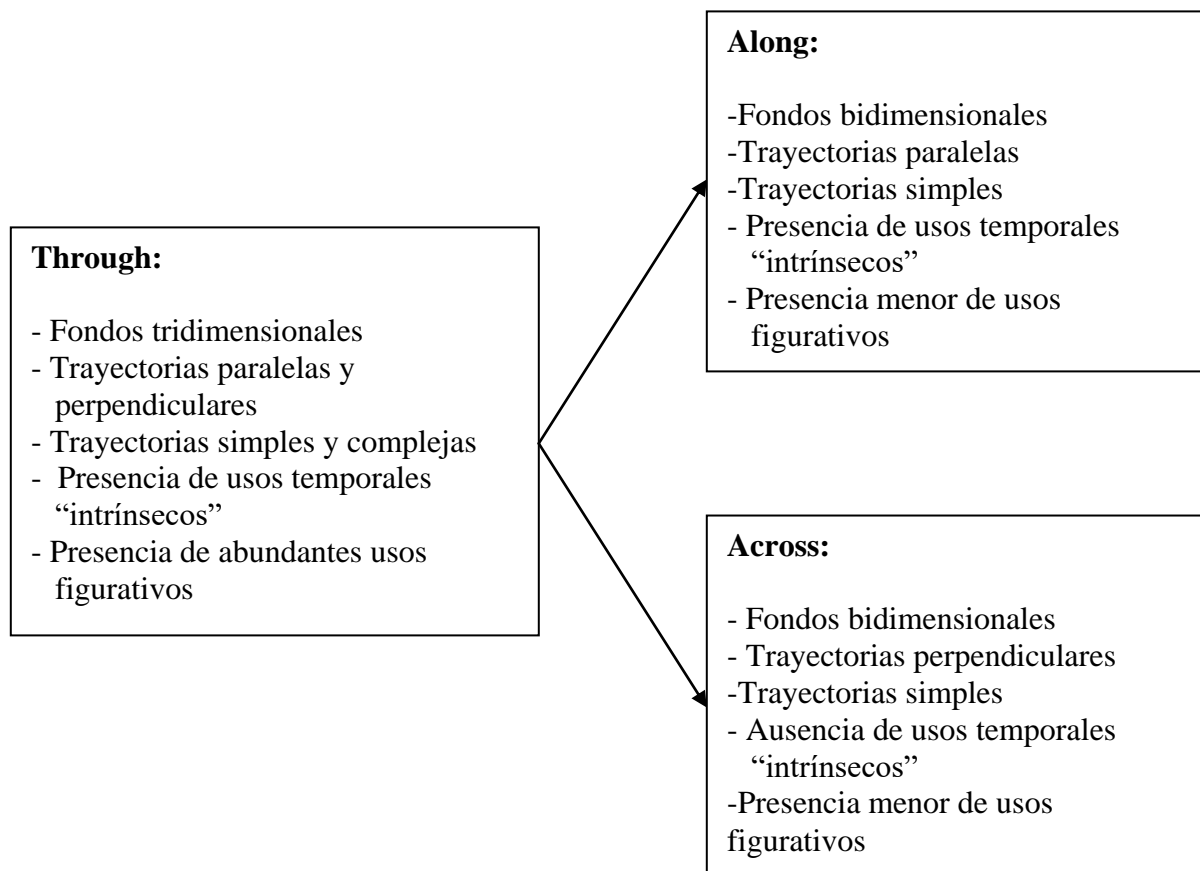 Through:
- Fondos tridimensionales
- Trayectorias paralelas y
perpendiculares
- Trayectorias simples y complejas
- Presencia de usos temporales
“intrínsecos”
- Presencia de abundantes usos
figurativos
Along:
-Fondos bidimensionales
-Trayectorias paralelas
-Trayectorias simples
- Presencia de usos temporales
“intrínsecos”
- Presencia menor de usos
figurativos
Across:
- Fondos bidimensionales
- Trayectorias perpendiculares
-Trayectorias simples
- Ausencia de usos temporales
“intrínsecos”
-Presencia menor de usos
figurativos